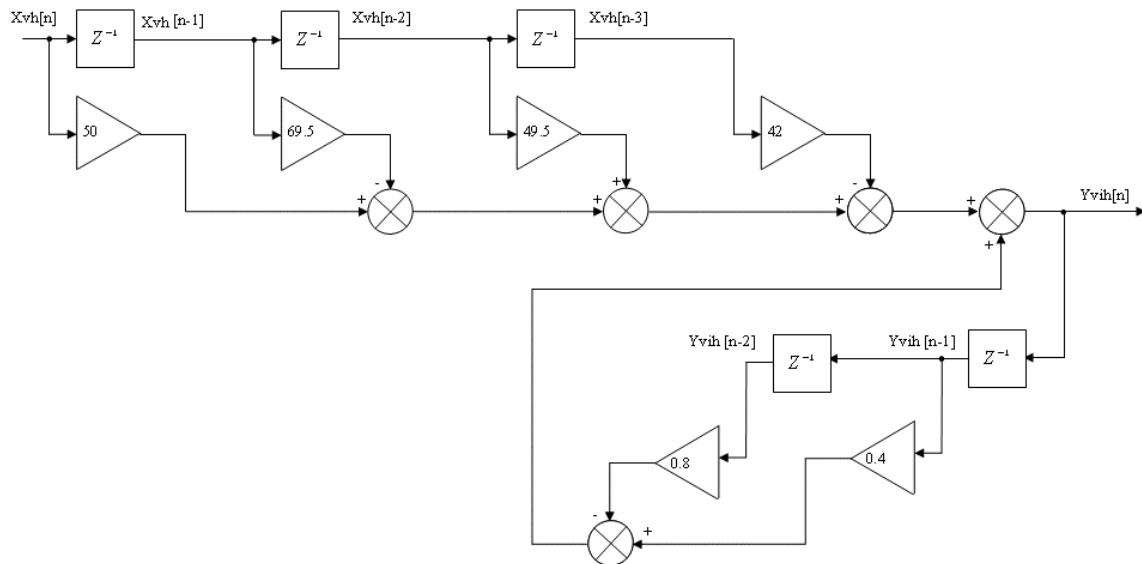 Xvh[n]
Xvh [n-1]
Xvh[n-2]
Xvh[n-3]
Z⁻¹
Z⁻¹
Z⁻¹
50
69.5
49.5
42
-
+
+
+
-
+
+
+
Yvih[n]
Yvih [n-2]
Yvih [n-1]
Z⁻¹
Z⁻¹
0.8
0.4
-
+